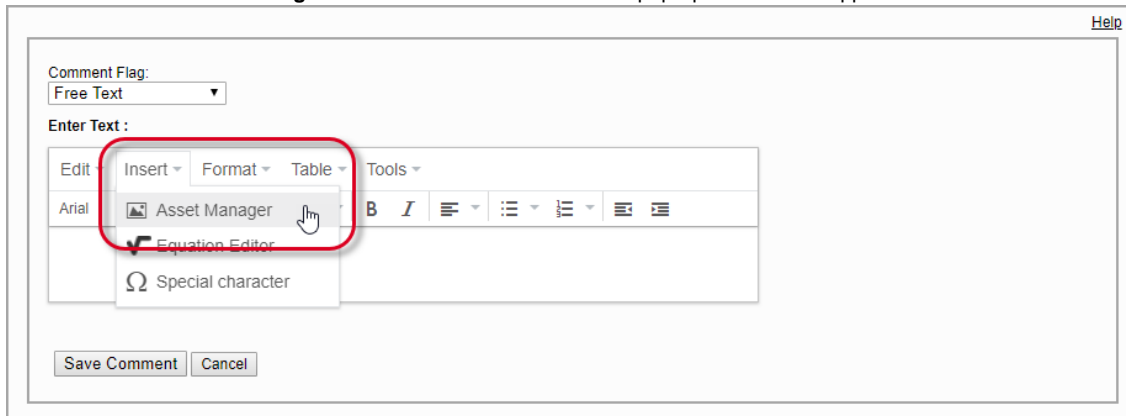 Help
Comment Flag:
Free Text
Enter Text :
Edit Insert Format Table Tools
Arial B I
Asset Manager
Equation Editor
Special character
Save Comment Cancel